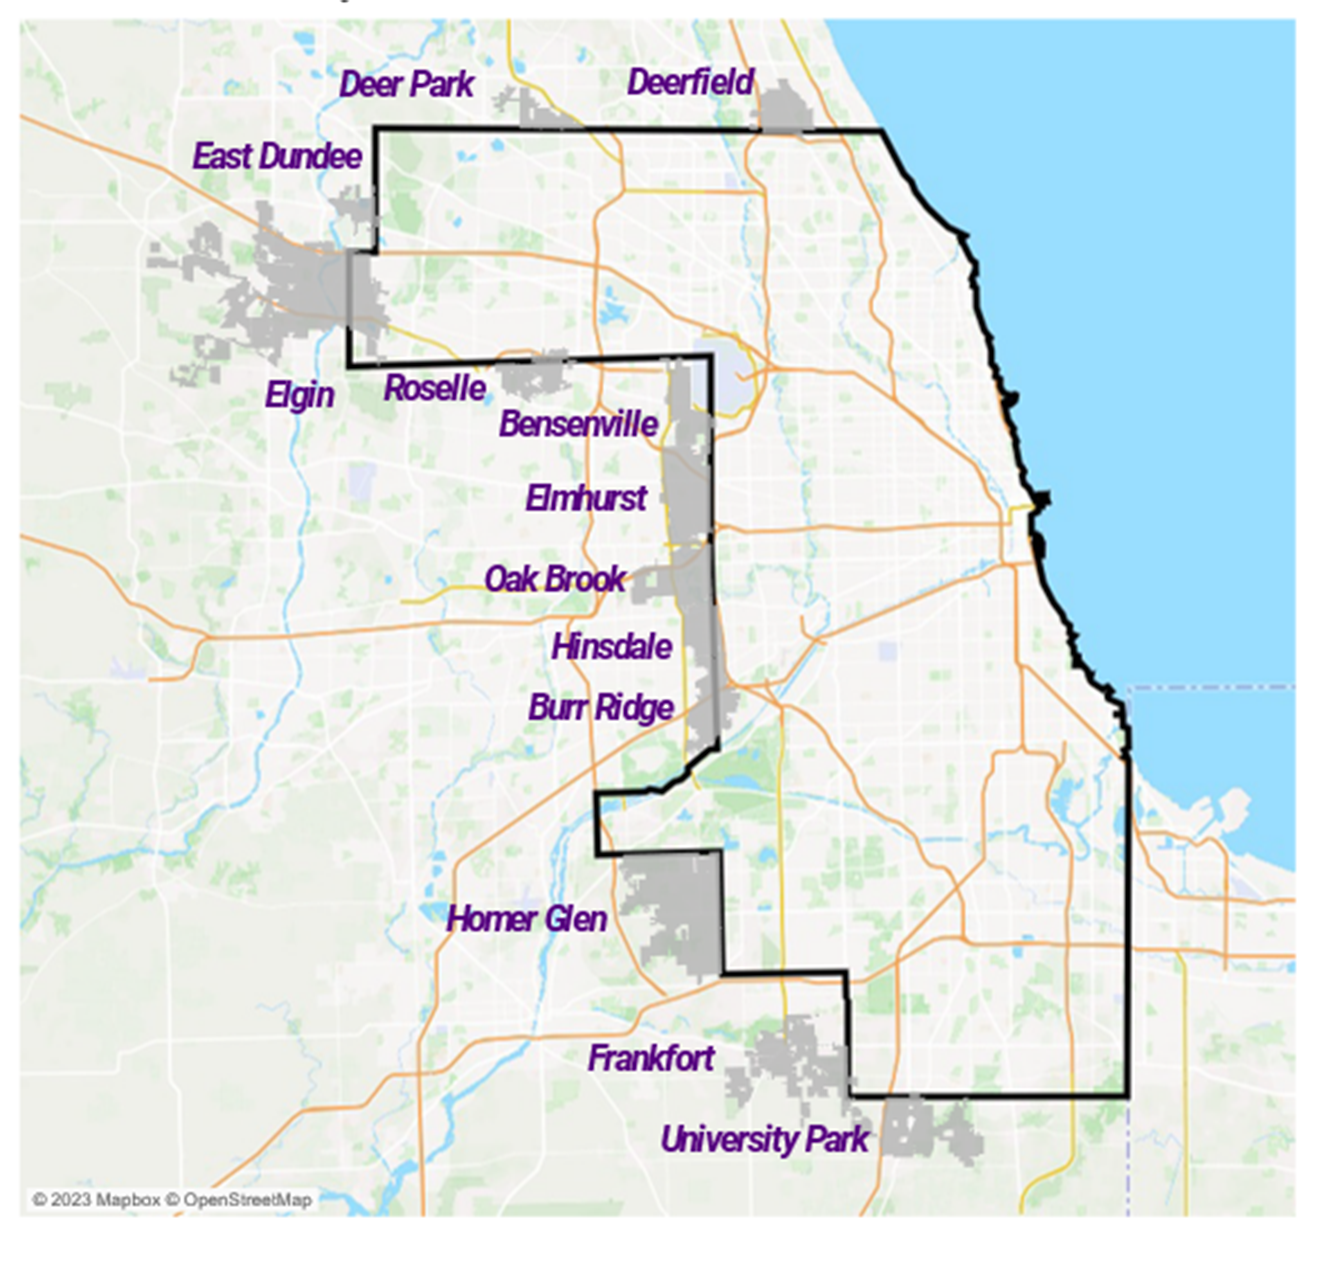 Deer Park
Deerfield
East Dundee
Elgin
Roselle
Bensenville
Elmhurst
Oak Brook
Hinsdale
Burr Ridge
Homer Glen
Frankfort
University Park
© 2023 Mapbox © OpenStreetMap